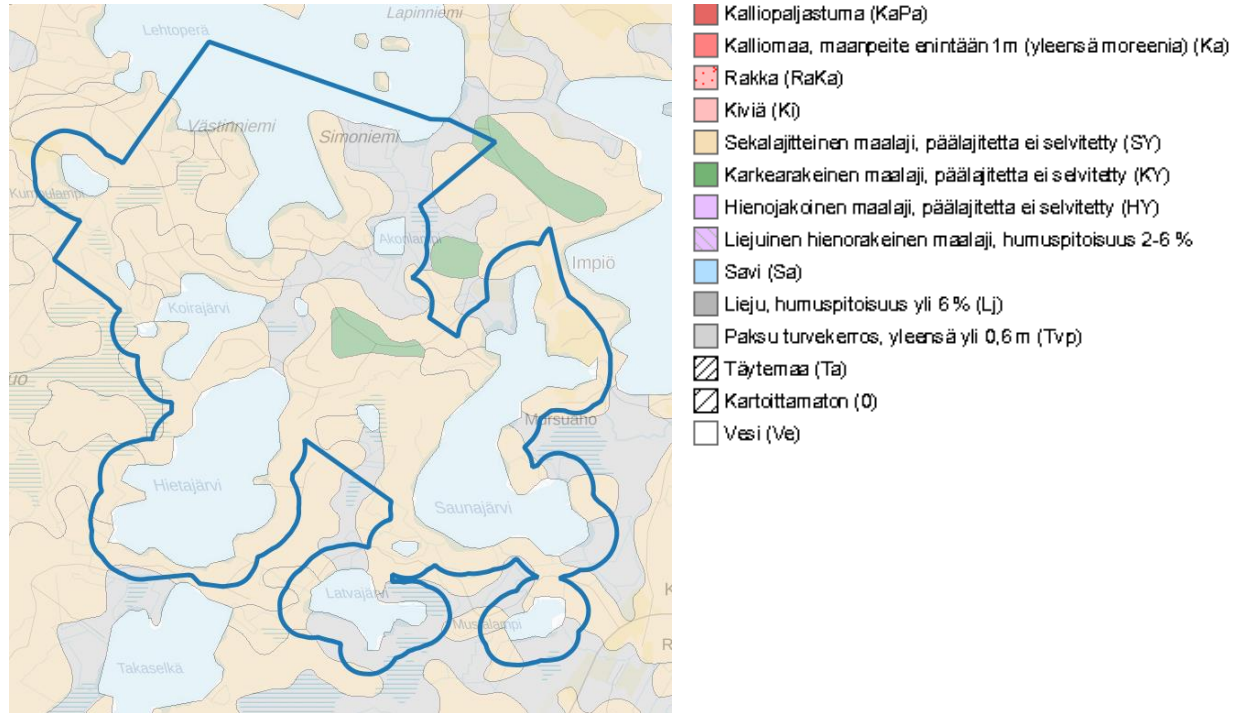 Lehtoperä
Lapinniemi
Västinniemi
Simoniemi
Kumpulampi
Akonlampi
Impiö
Koirajärvi
uo
Mursuaho
Hietajärvi
Saunajärvi
Latvajärvi
Mustalampi
K
R
Takaselkä
Kalliopaljastuma (KaPa)
Kalliomaa, maanpeite enintään 1m (yleensä moreenia) (Ka)
Rakka (RaKa)
Kiviä (Ki)
Sekalajitteinen maalaji, päälajitetta ei selvitetty (SY)
Karkearakeinen maalaji, päälajitetta ei selvitetty (KY)
Hienojakoinen maalaji, päälajitetta ei selvitetty (HY)
Liejuinen hienorakeinen maalaji, humuspitoisuus 2-6 %
Savi (Sa)
Lieju, humuspitoisuus yli 6 % (Lj)
Paksu turvekerros, yleensä yli 0,6 m (Tvp)
Täytemaa (Ta)
Kartoittamaton (0)
Vesi (Ve)